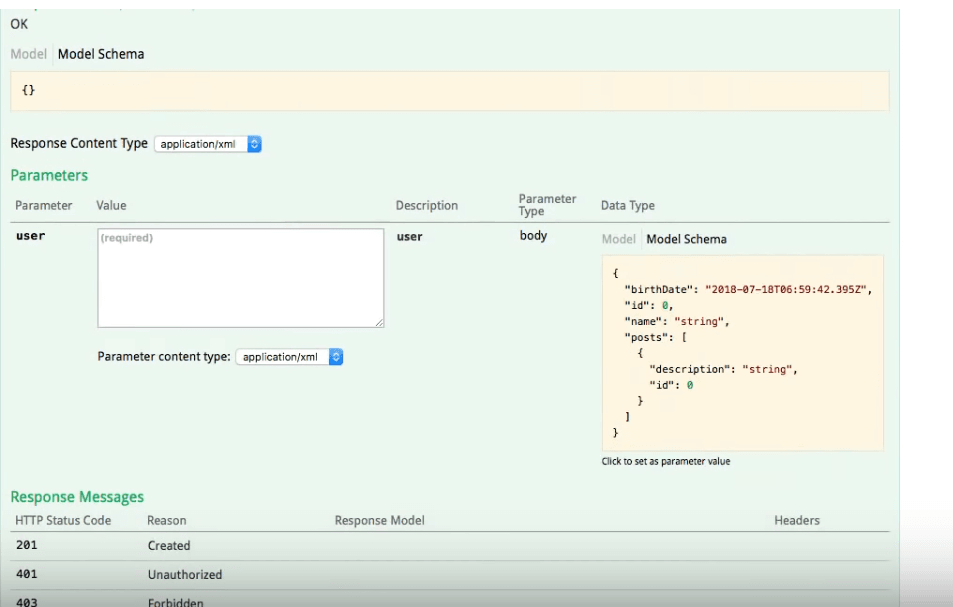 OK
Model Model Schema
{}
Response Content Type application/xml
Parameters
Parameter Value Description Parameter Type Data Type
user (required) user body Model Model Schema
{
"birthDate": "2018-07-18T06:59:42.395Z",
"id": 0,
"name": "string",
"posts": [
{
"description": "string",
"id": 0
}
]
}
Parameter content type: application/xml
Click to set as parameter value
Response Messages
HTTP Status Code Reason Response Model Headers
201 Created
401 Unauthorized
403 Forbidden